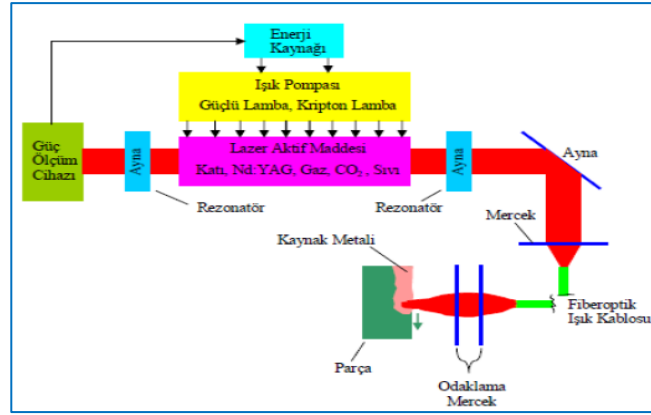 Enerji
Kaynağı
Işık Pompası
Güçlü Lamba, Kripton Lamba
Güç
Ölçüm
Cihazı
Ayna
Lazer Aktif Maddesi
Katı, Nd:YAG, Gaz, CO₂ , Sıvı
Ayna
Ayna
Rezonatör
Rezonatör
Mercek
Kaynak Metali
Fiberoptik
Işık Kablosu
Parça
Odaklama
Mercek